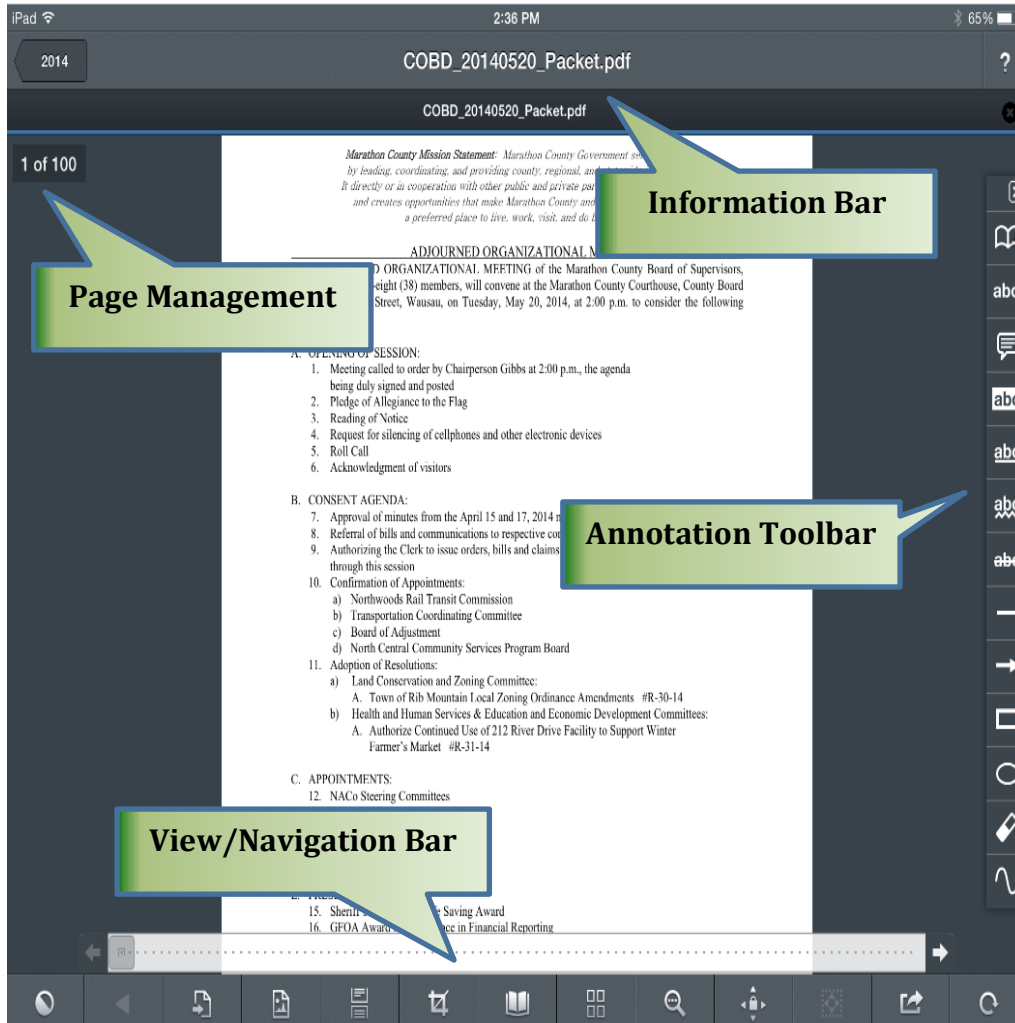 iPad 2:36 PM 65%
2014 COBD_20140520_Packet.pdf ?
COBD_20140520_Packet.pdf
1 of 100
Marathon County Mission Statement: Marathon County Government
by leading, coordinating, and providing county, regional, and
It directly or in cooperation with other public and private
and creates opportunities that make Marathon County and
a preferred place to live, work, visit, and do
Information Bar
ADJOURNED ORGANIZATIONAL
ORGANIZATIONAL MEETING of the Marathon County Board of Supervisors,
eight (38) members, will convene at the Marathon County Courthouse, County Board
Street, Wausau, on Tuesday, May 20, 2014, at 2:00 p.m. to consider the following
Page Management
A. OPENING OF SESSION:
1. Meeting called to order by Chairperson Gibbs at 2:00 p.m., the agenda
being duly signed and posted
2. Pledge of Allegiance to the Flag
3. Reading of Notice
4. Request for silencing of cellphones and other electronic devices
5. Roll Call
6. Acknowledgment of visitors
B. CONSENT AGENDA:
7. Approval of minutes from the April 15 and 17, 2014
8. Referral of bills and communications to respective
9. Authorizing the Clerk to issue orders, bills and claims
through this session
Annotation Toolbar
10. Confirmation of Appointments:
a) Northwoods Rail Transit Commission
b) Transportation Coordinating Committee
c) Board of Adjustment
d) North Central Community Services Program Board
11. Adoption of Resolutions:
a) Land Conservation and Zoning Committee:
A. Town of Rib Mountain Local Zoning Ordinance Amendments #R-30-14
b) Health and Human Services & Education and Economic Development Committees:
A. Authorize Continued Use of 212 River Drive Facility to Support Winter
Farmer's Market #R-31-14
C. APPOINTMENTS:
12. NACo Steering Committees
View/Navigation Bar
15. Sheriff Saving Award
16. GFOA Award in Financial Reporting
abc
abc
abc
abc
abc